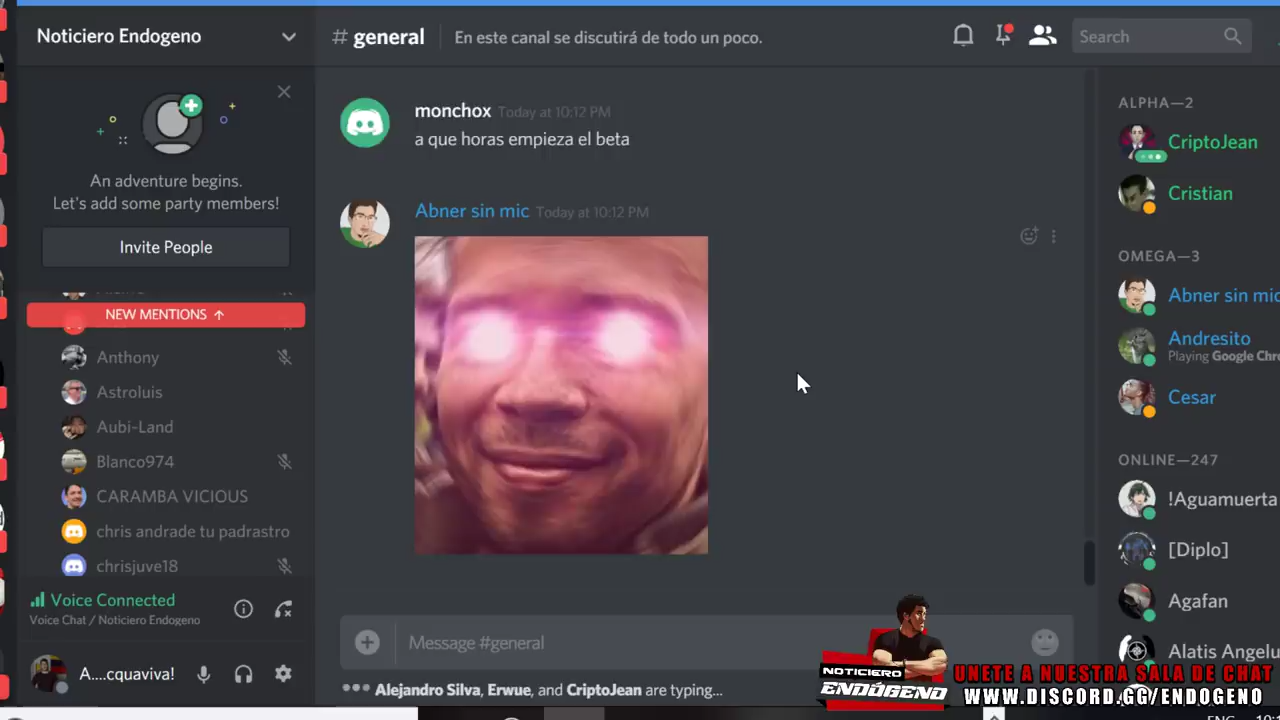 Noticiero Endogeno
# general
En este canal se discutirá de todo un poco.
Search
An adventure begins.
Let's add some party members!
Invite People
NEW MENTIONS ↑
Anthony
Astroluis
Aubi-Land
Blanco974
CARAMBA VICIOUS
chris andrade tu padrastro
chrisjuve18
Voice Connected
Voice Chat / Noticiero Endogeno
A....cquaviva!
monchox Today at 10:12 PM
a que horas empieza el beta
Abner sin mic Today at 10:12 PM
Message #general
Alejandro Silva, Erwue, and CriptoJean are typing...
ALPHA—2
CriptoJean
Cristian
OMEGA—3
Abner sin mic
Andresito
Playing Google Chro
Cesar
ONLINE—247
!Aguamuerta
[Diplo]
Agafan
Alatis Angelu
NOTICIERO
ENDÓGENO
UNETE A NUESTRA SALA DE CHAT
WWW.DISCORD.GG/ENDOGENO